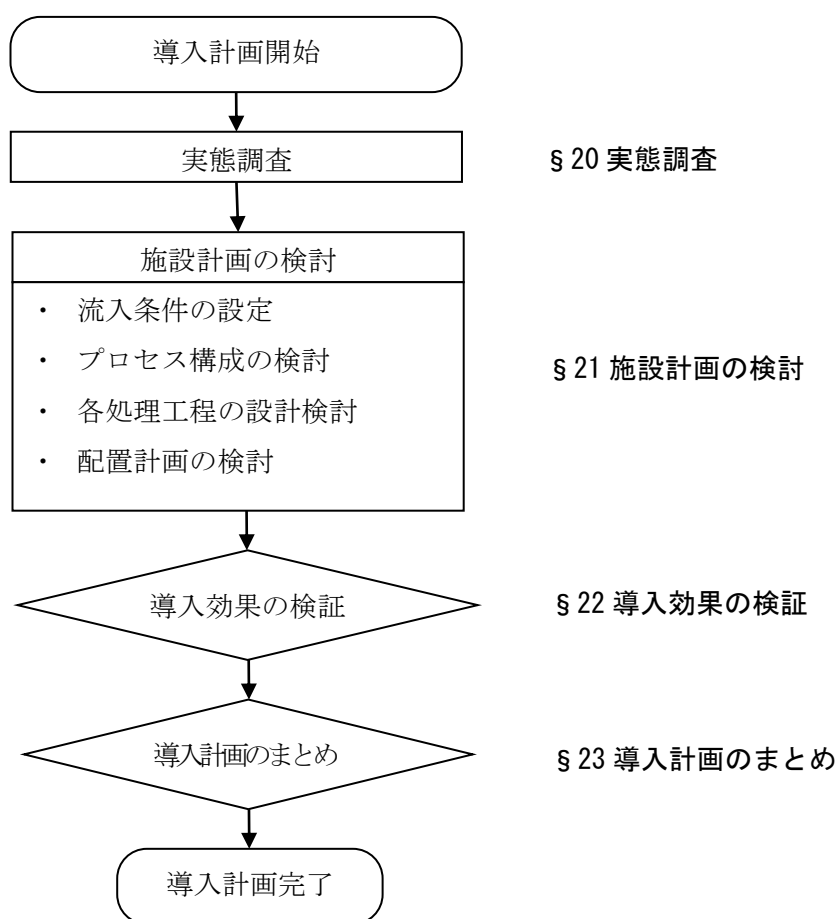 導入計画開始
実態調査
§20 実態調査
施設計画の検討
・ 流入条件の設定
・ プロセス構成の検討
・ 各処理工程の設計検討
・ 配置計画の検討
§21 施設計画の検討
導入効果の検証
§22 導入効果の検証
導入計画のまとめ
§23 導入計画のまとめ
導入計画完了